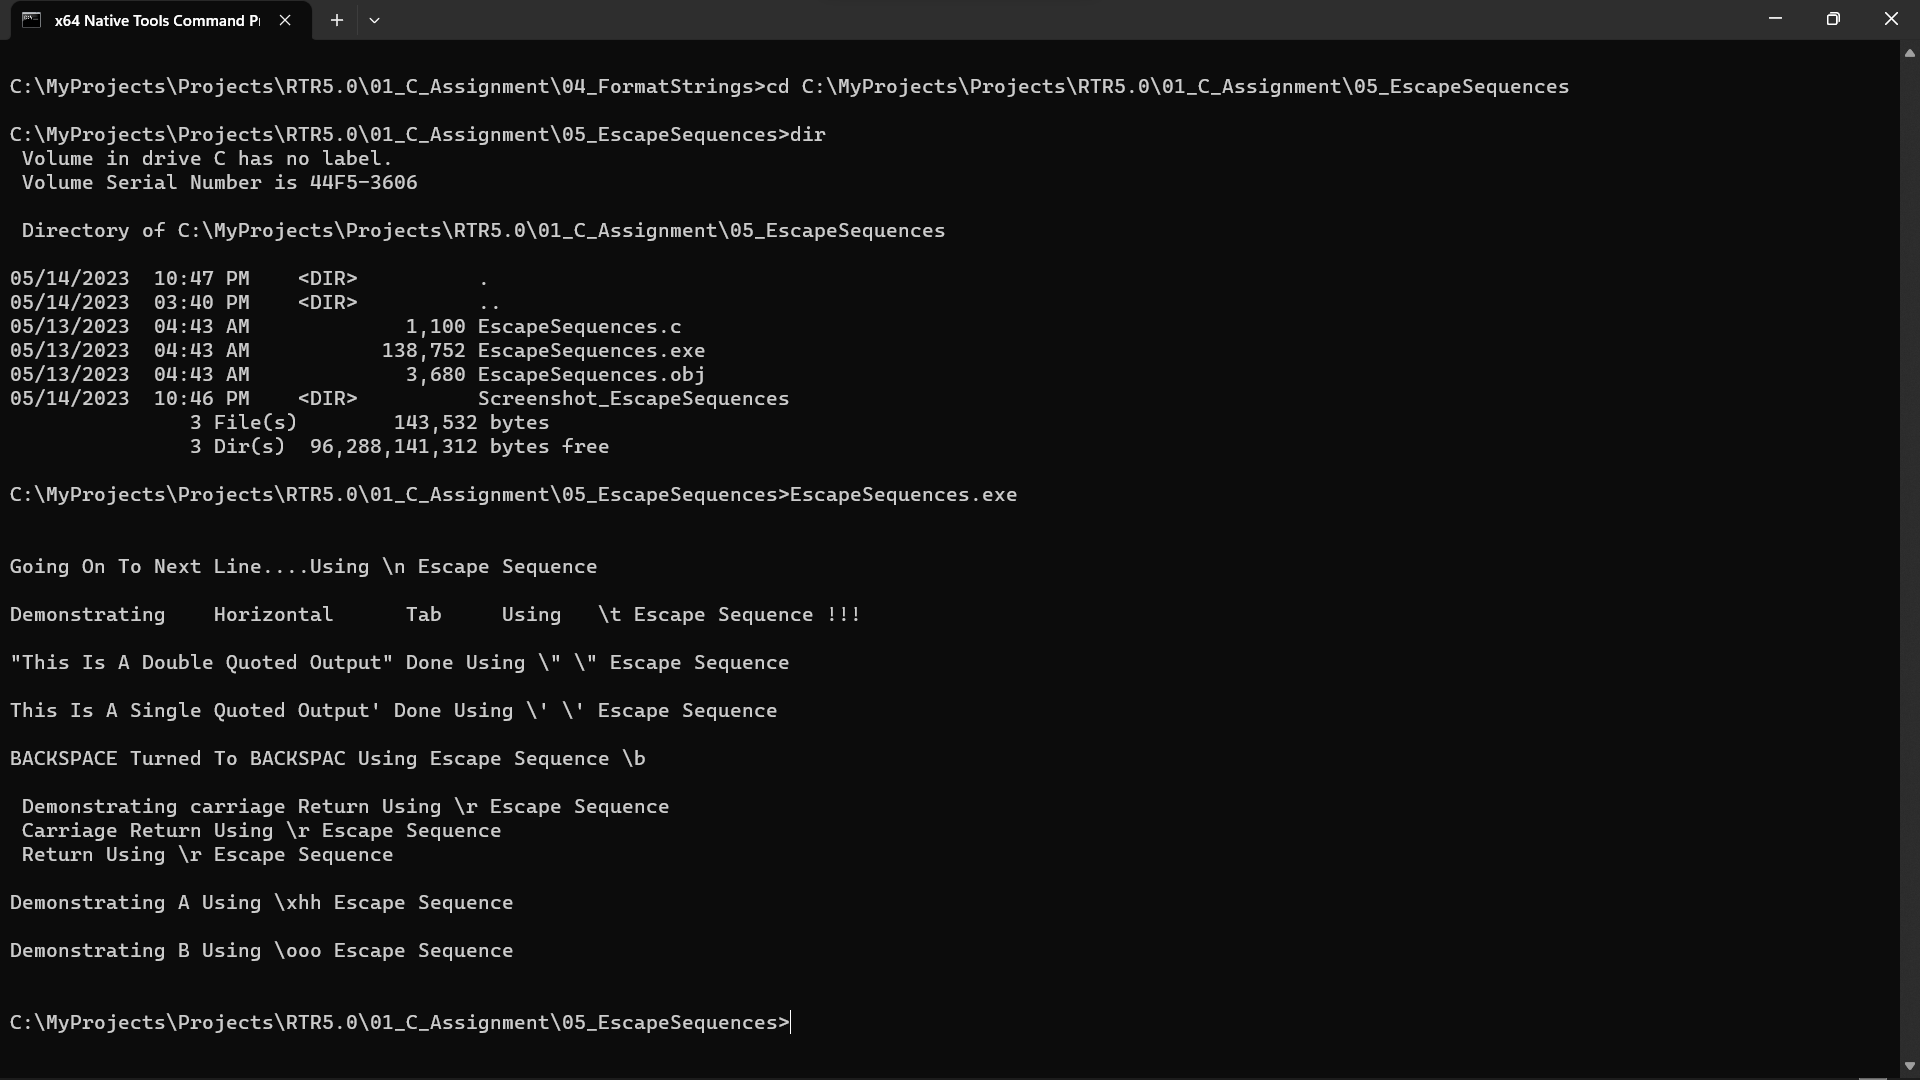 x64 Native Tools Command P
C:\MyProjects\Projects\RTR5.0\01_C_Assignment\04_FormatStrings>cd C:\MyProjects\Projects\RTR5.0\01_C_Assignment\05_EscapeSequences
C:\MyProjects\Projects\RTR5.0\01_C_Assignment\05_EscapeSequences>dir
 Volume in drive C has no label.
 Volume Serial Number is 44F5-3606
 Directory of C:\MyProjects\Projects\RTR5.0\01_C_Assignment\05_EscapeSequences
05/14/2023  10:47 PM    <DIR>          .
05/14/2023  03:40 PM    <DIR>          ..
05/13/2023  04:43 AM             1,100 EscapeSequences.c
05/13/2023  04:43 AM           138,752 EscapeSequences.exe
05/13/2023  04:43 AM             3,680 EscapeSequences.obj
05/14/2023  10:46 PM    <DIR>          Screenshot_EscapeSequences
               3 File(s)        143,532 bytes
               3 Dir(s)  96,288,141,312 bytes free
C:\MyProjects\Projects\RTR5.0\01_C_Assignment\05_EscapeSequences>EscapeSequences.exe
Going On To Next Line....Using \n Escape Sequence
Demonstrating    Horizontal      Tab     Using   \t Escape Sequence !!!
"This Is A Double Quoted Output" Done Using \" \" Escape Sequence
This Is A Single Quoted Output' Done Using \' \' Escape Sequence
BACKSPACE Turned To BACKSPAC Using Escape Sequence \b
 Demonstrating carriage Return Using \r Escape Sequence
 Carriage Return Using \r Escape Sequence
 Return Using \r Escape Sequence
Demonstrating A Using \xhh Escape Sequence
Demonstrating B Using \ooo Escape Sequence
C:\MyProjects\Projects\RTR5.0\01_C_Assignment\05_EscapeSequences>